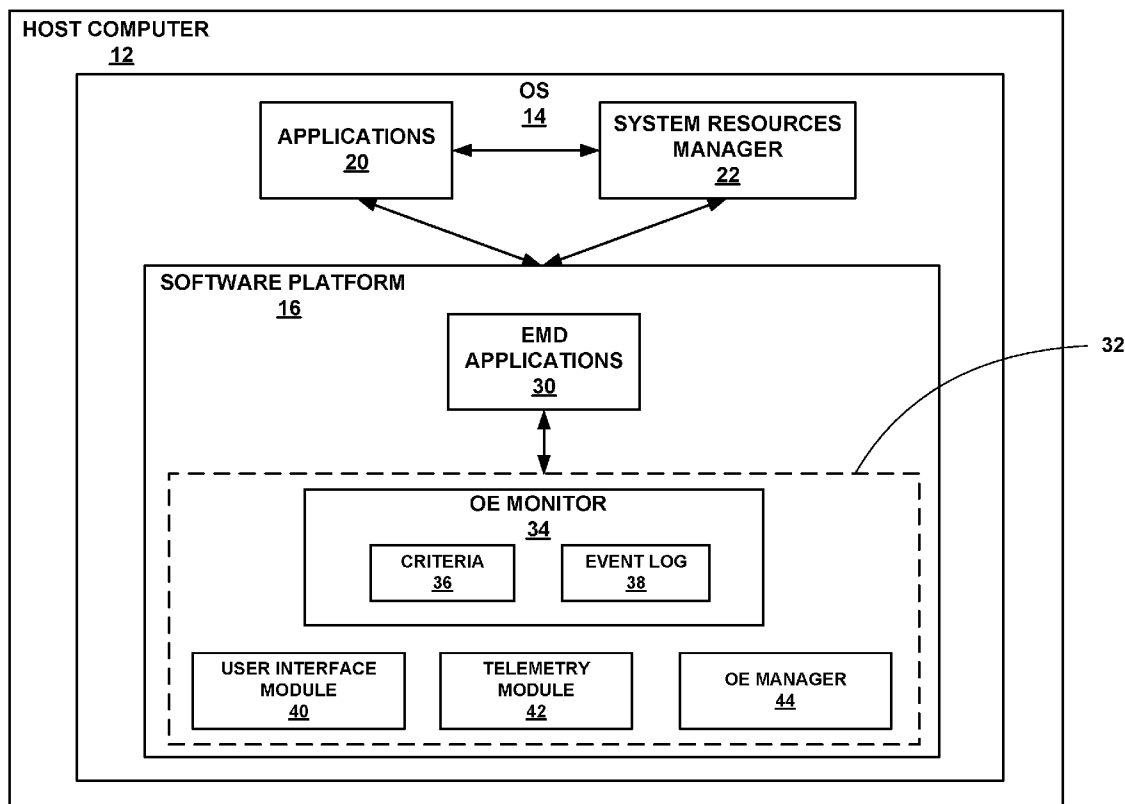 HOST COMPUTER
12
OS
14
APPLICATIONS
20
SYSTEM RESOURCES
MANAGER
22
SOFTWARE PLATFORM
16
EMD
APPLICATIONS
30
32
OE MONITOR
34
CRITERIA
36
EVENT LOG
38
USER INTERFACE
MODULE
40
TELEMETRY
MODULE
42
OE MANAGER
44